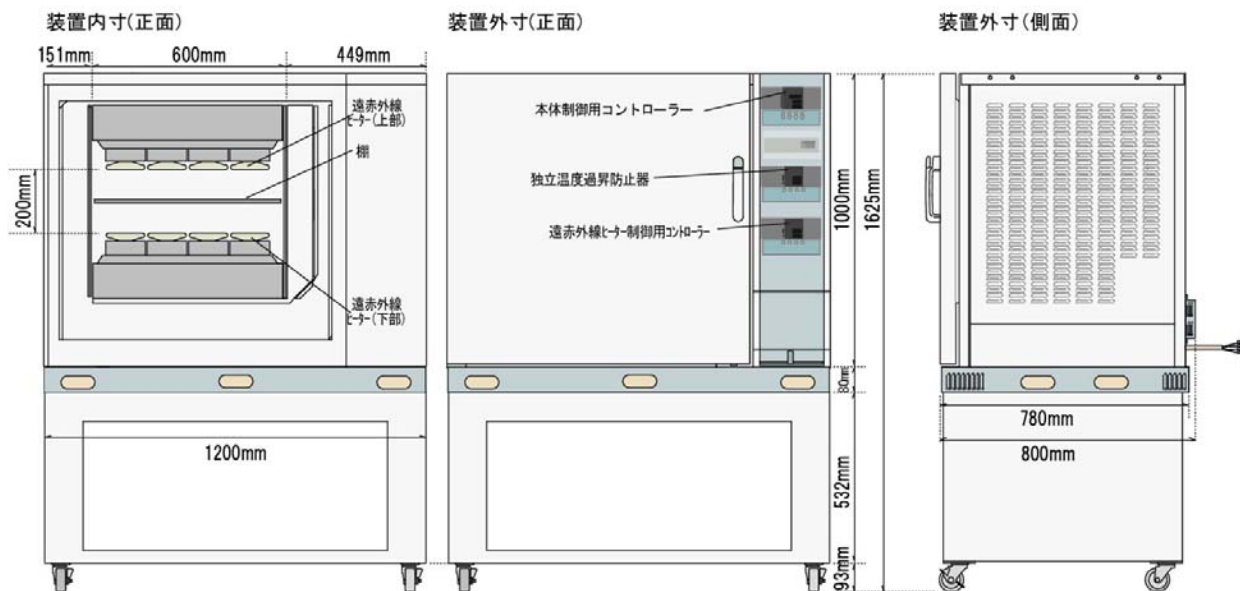 装置内寸(正面)
151mm
600mm
449mm
遠赤外線
ヒーター(上部)
棚
200mm
遠赤外線
ヒーター(下部)
1200mm
装置外寸(正面)
本体制御用コントローラー
独立温度過昇防止器
遠赤外線ヒーター制御用コントローラー
1000mm
1625mm
80mm
532mm
93mm
装置外寸(側面)
780mm
800mm